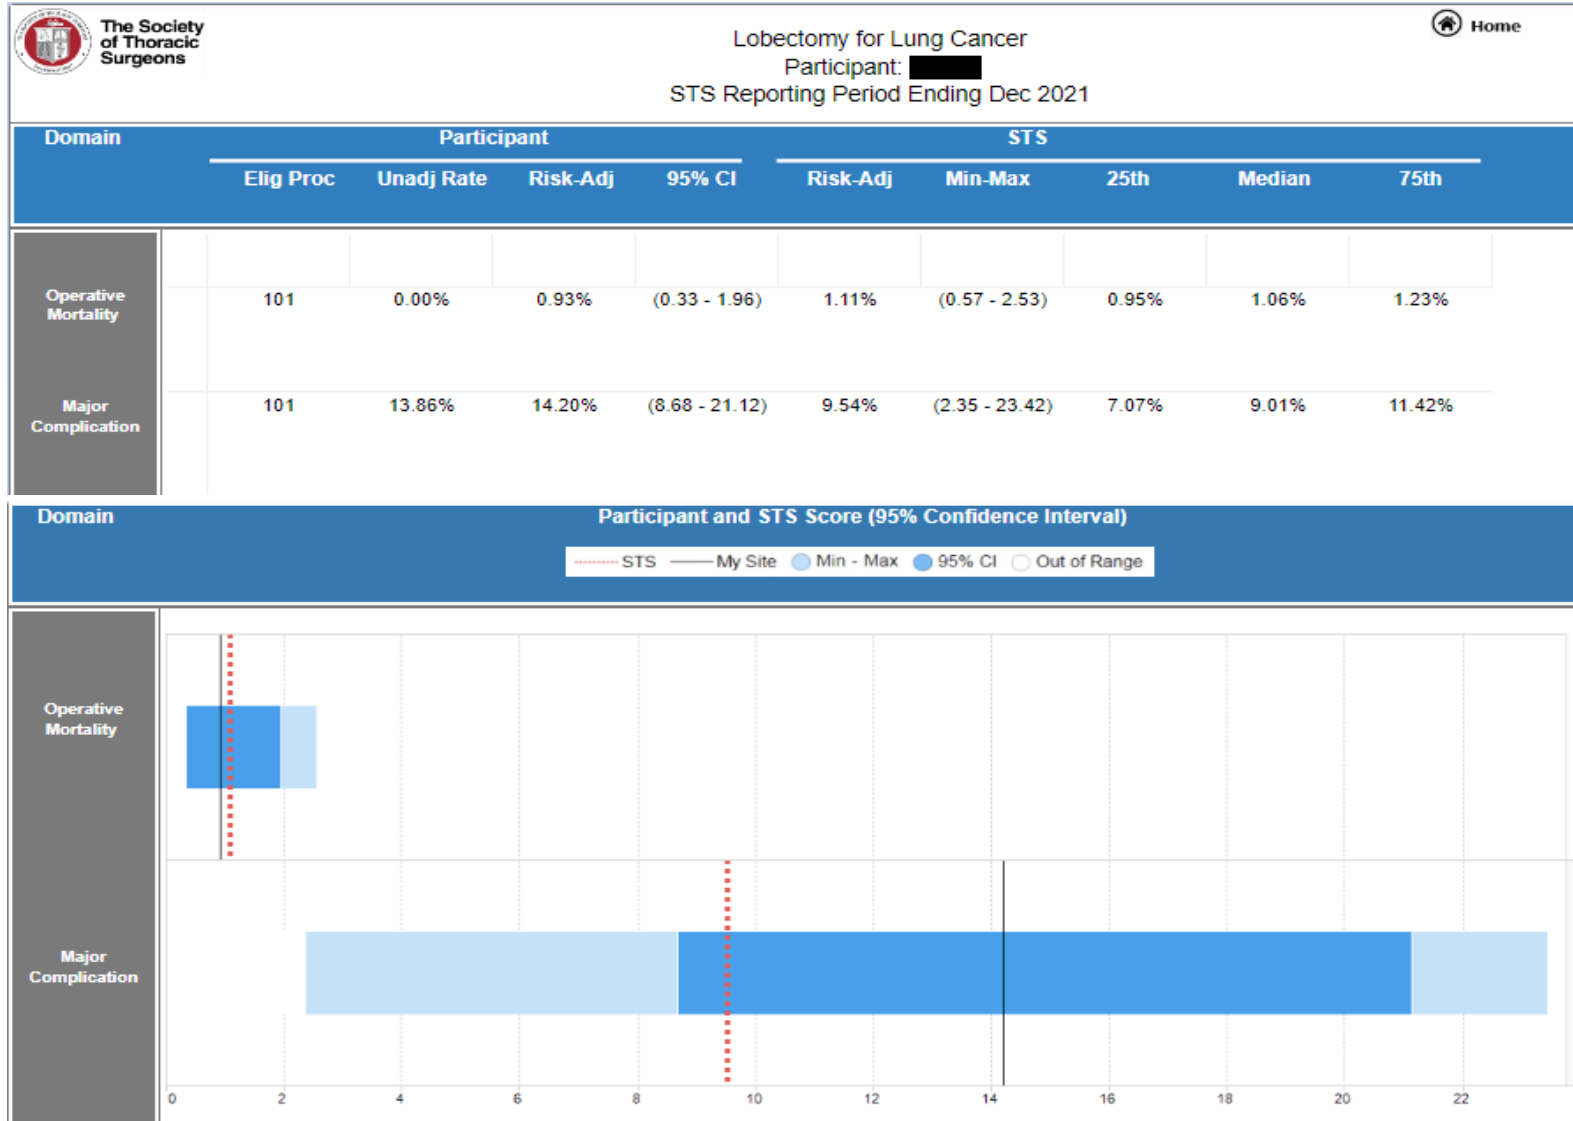 The Society
of Thoracic
Surgeons
Home
Lobectomy for Lung Cancer
Participant:
STS Reporting Period Ending Dec 2021
Domain Participant STS
Elig Proc Unadj Rate Risk-Adj 95% CI Risk-Adj Min-Max 25th Median 75th
Operative
Mortality
101 0.00% 0.93% (0.33 - 1.96) 1.11% (0.57 - 2.53) 0.95% 1.06% 1.23%
Major
Complication
101 13.86% 14.20% (8.68 - 21.12) 9.54% (2.35 - 23.42) 7.07% 9.01% 11.42%
Domain Participant and STS Score (95% Confidence Interval)
STS My Site Min - Max 95% CI Out of Range
Operative
Mortality
Major
Complication
0 2 4 6 8 10 12 14 16 18 20 22